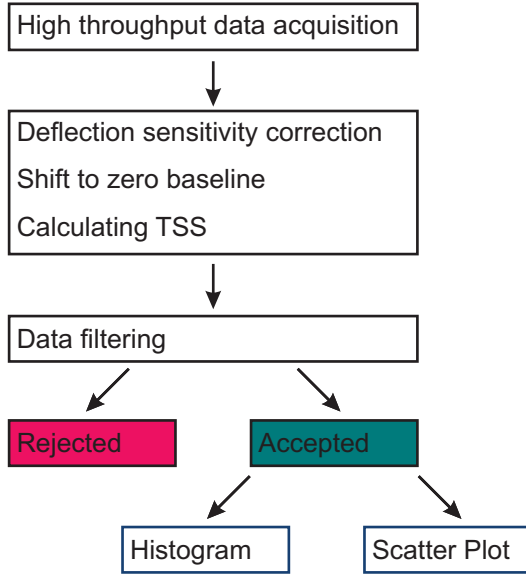 High throughput data acquisition
Deflection sensitivity correction
Shift to zero baseline
Calculating TSS
Data filtering
Rejected
Accepted
Histogram
Scatter Plot